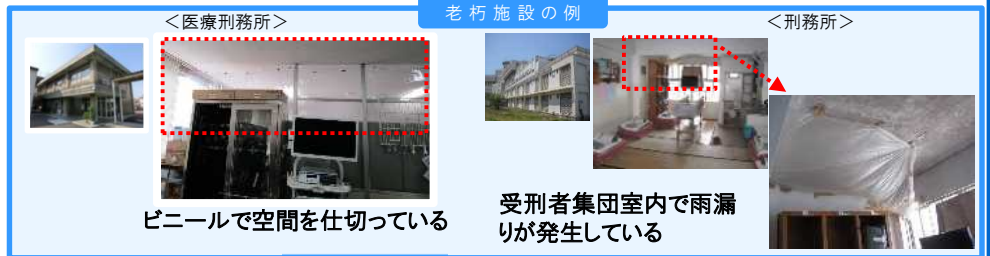 老朽施設の例
＜医療刑務所＞
＜刑務所＞
ビニールで空間を仕切っている
受刑者集団室内で雨漏
りが発生している